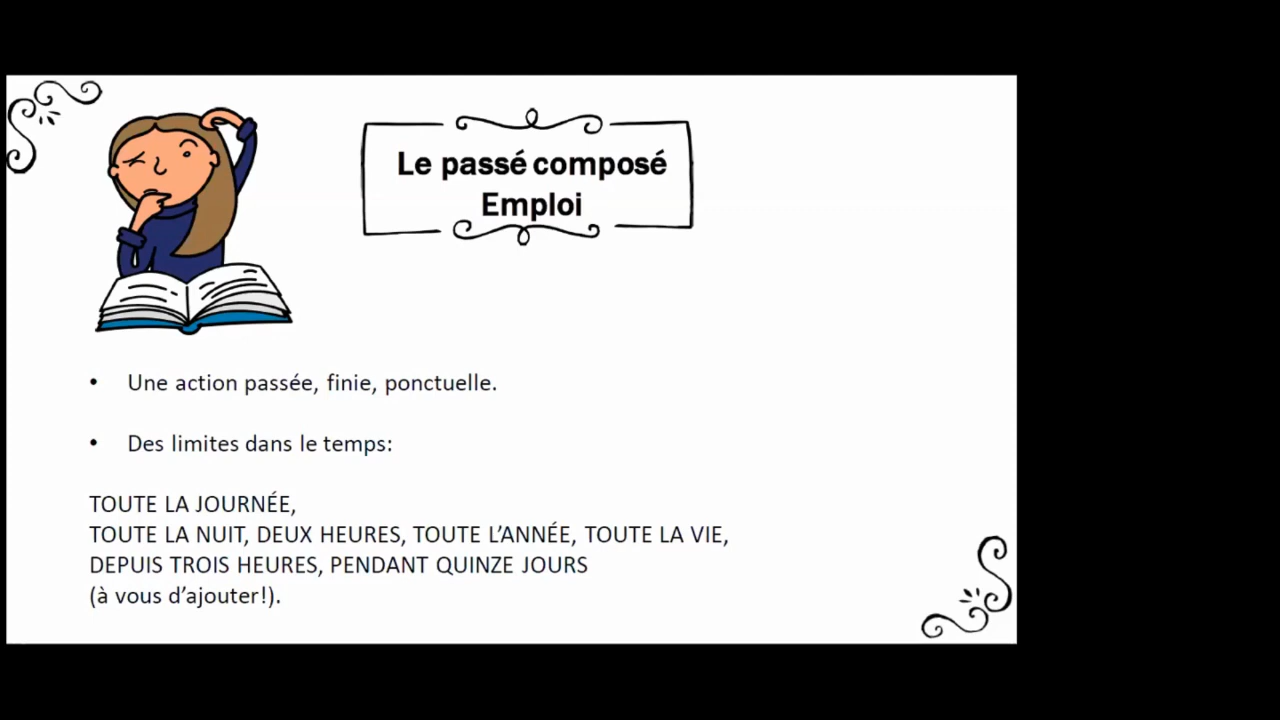 Le passé composé
Emploi
• Une action passée, finie, ponctuelle.
• Des limites dans le temps:
TOUTE LA JOURNÉE,
TOUTE LA NUIT, DEUX HEURES, TOUTE L’ANNÉE, TOUTE LA VIE,
DEPUIS TROIS HEURES, PENDANT QUINZE JOURS
(à vous d’ajouter!).